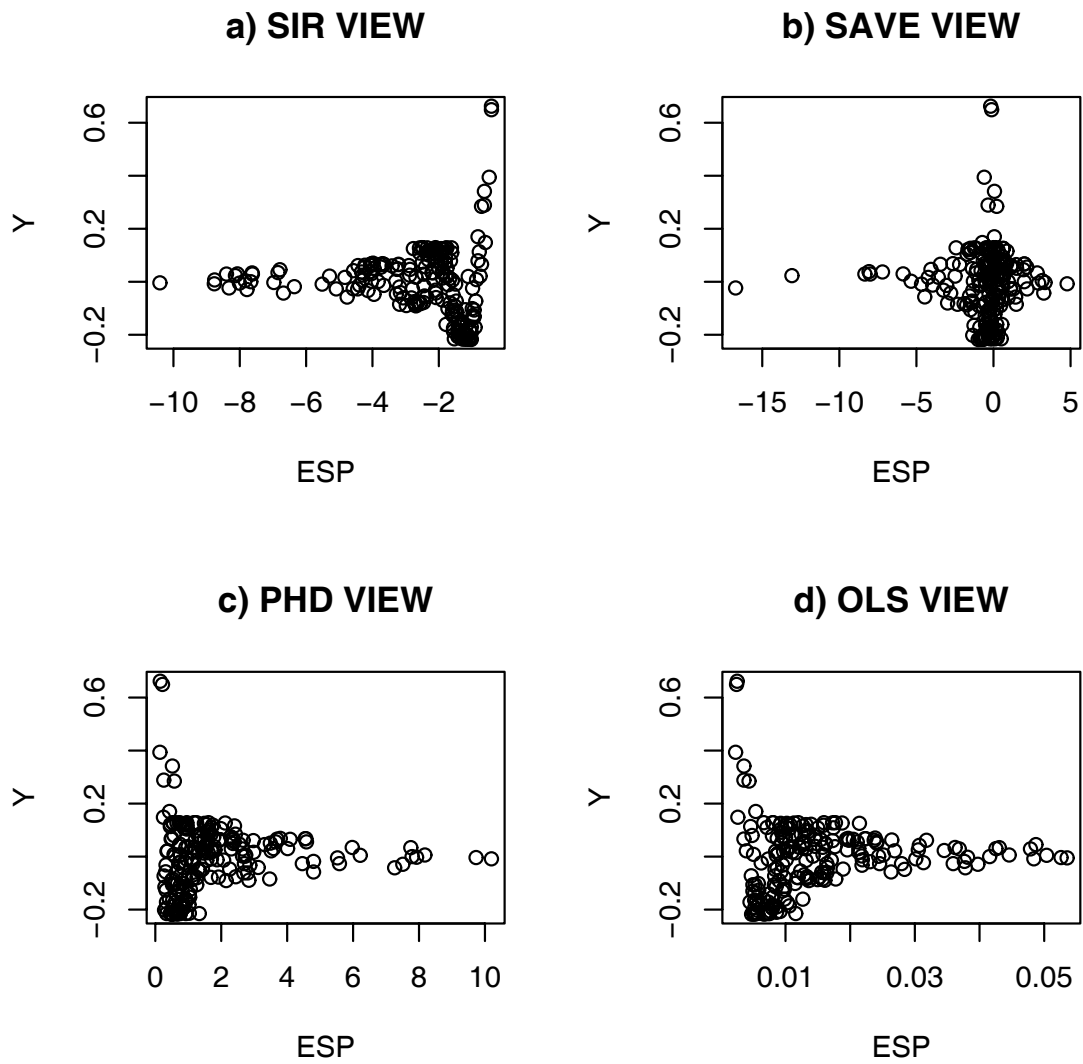 a) SIR VIEW
Y
−0.2 0.2 0.6
−10 −8 −6 −4 −2
ESP
b) SAVE VIEW
Y
−0.2 0.2 0.6
−15 −10 −5 0 5
ESP
c) PHD VIEW
Y
−0.2 0.2 0.6
0 2 4 6 8 10
ESP
d) OLS VIEW
Y
−0.2 0.2 0.6
0.01 0.03 0.05
ESP